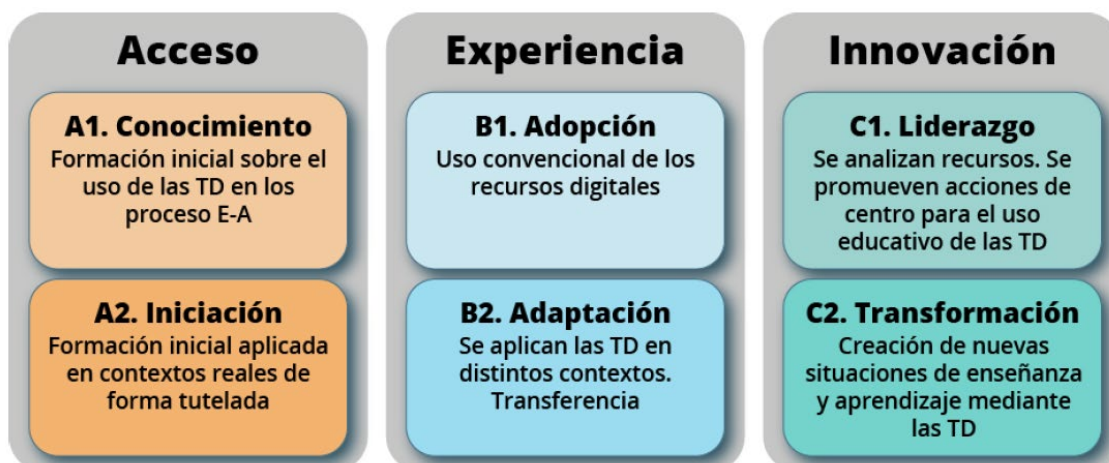 Acceso
A1. Conocimiento
Formación inicial sobre el
uso de las TD en los
proceso E-A
A2. Iniciación
Formación inicial aplicada
en contextos reales de
forma tutelada
Experiencia
B1. Adopción
Uso convencional de los
recursos digitales
B2. Adaptación
Se aplican las TD en
distintos contextos.
Transferencia
Innovación
C1. Liderazgo
Se analizan recursos. Se
promueven acciones de
centro para el uso
educativo de las TD
C2. Transformación
Creación de nuevas
situaciones de enseñanza
y aprendizaje mediante
las TD